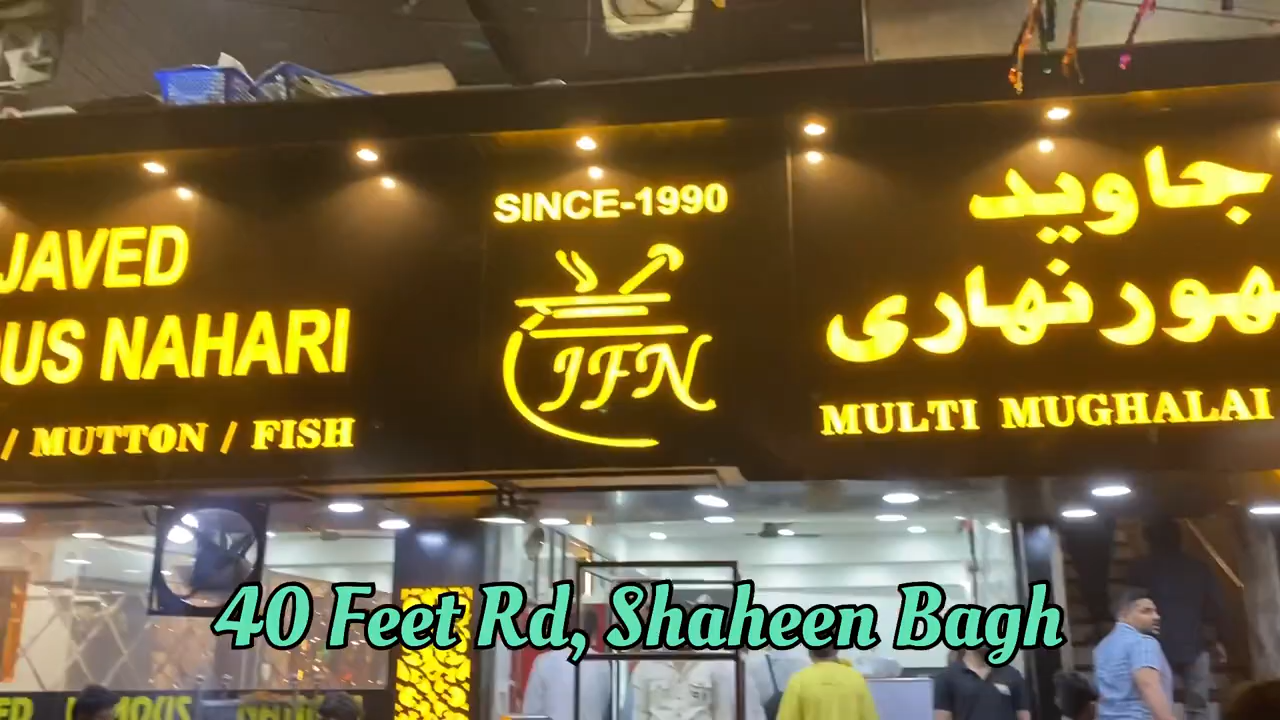 JAVED
OUS NAHARI
/ MUTTON / FISH
SINCE-1990
JFN
جاوید
ہور نہاری
MULTI MUGHALAI
40 Feet Rd, Shaheen Bagh